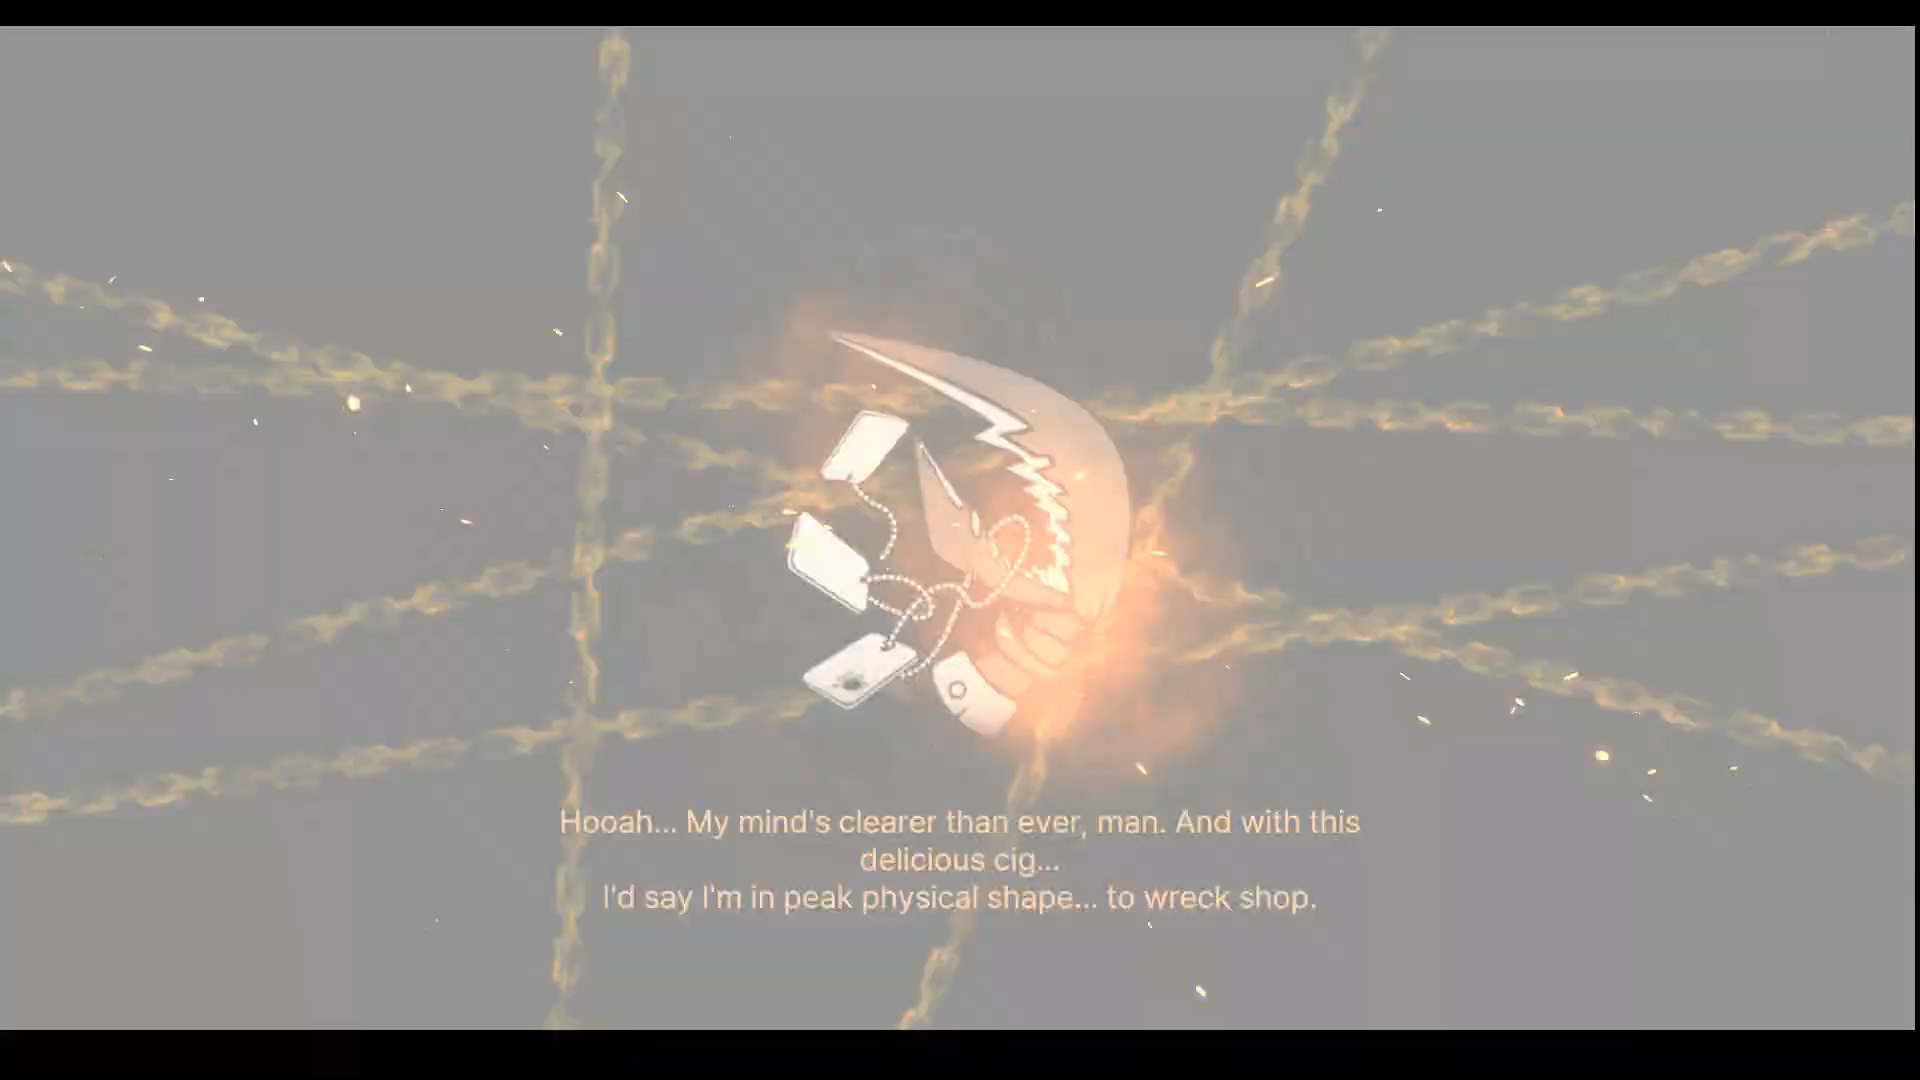 Hooah... My mind's clearer than ever, man. And with this
delicious cig...
I'd say I'm in peak physical shape... to wreck shop.